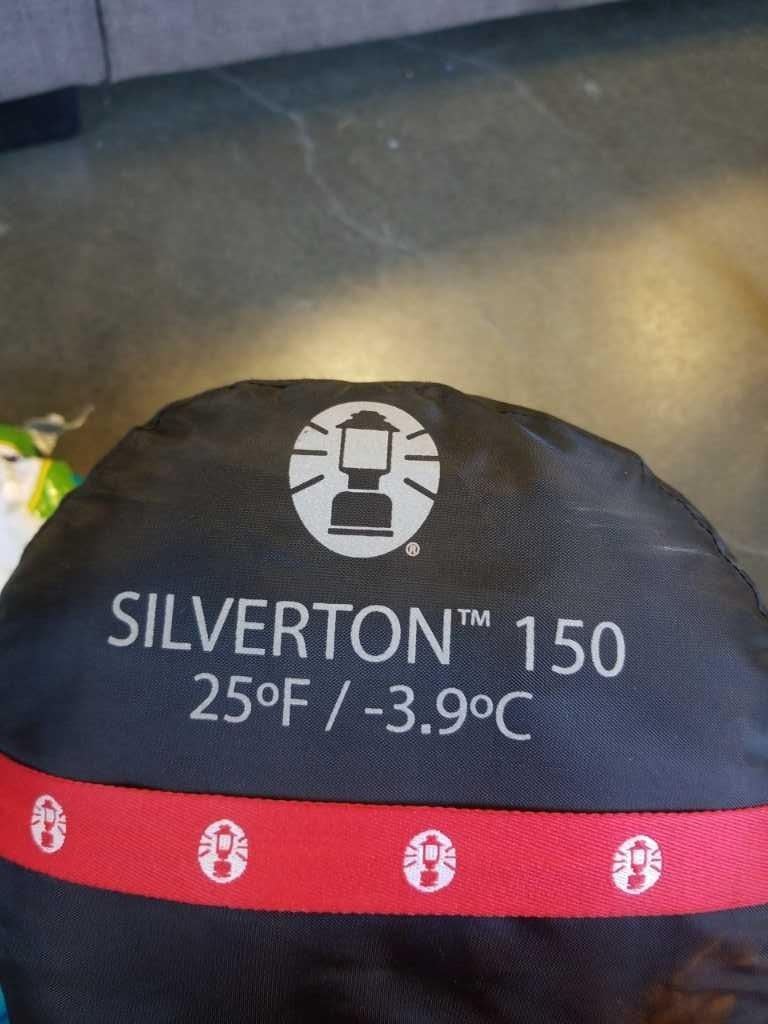 ®
SILVERTON™ 150
25ºF / -3.9ºC